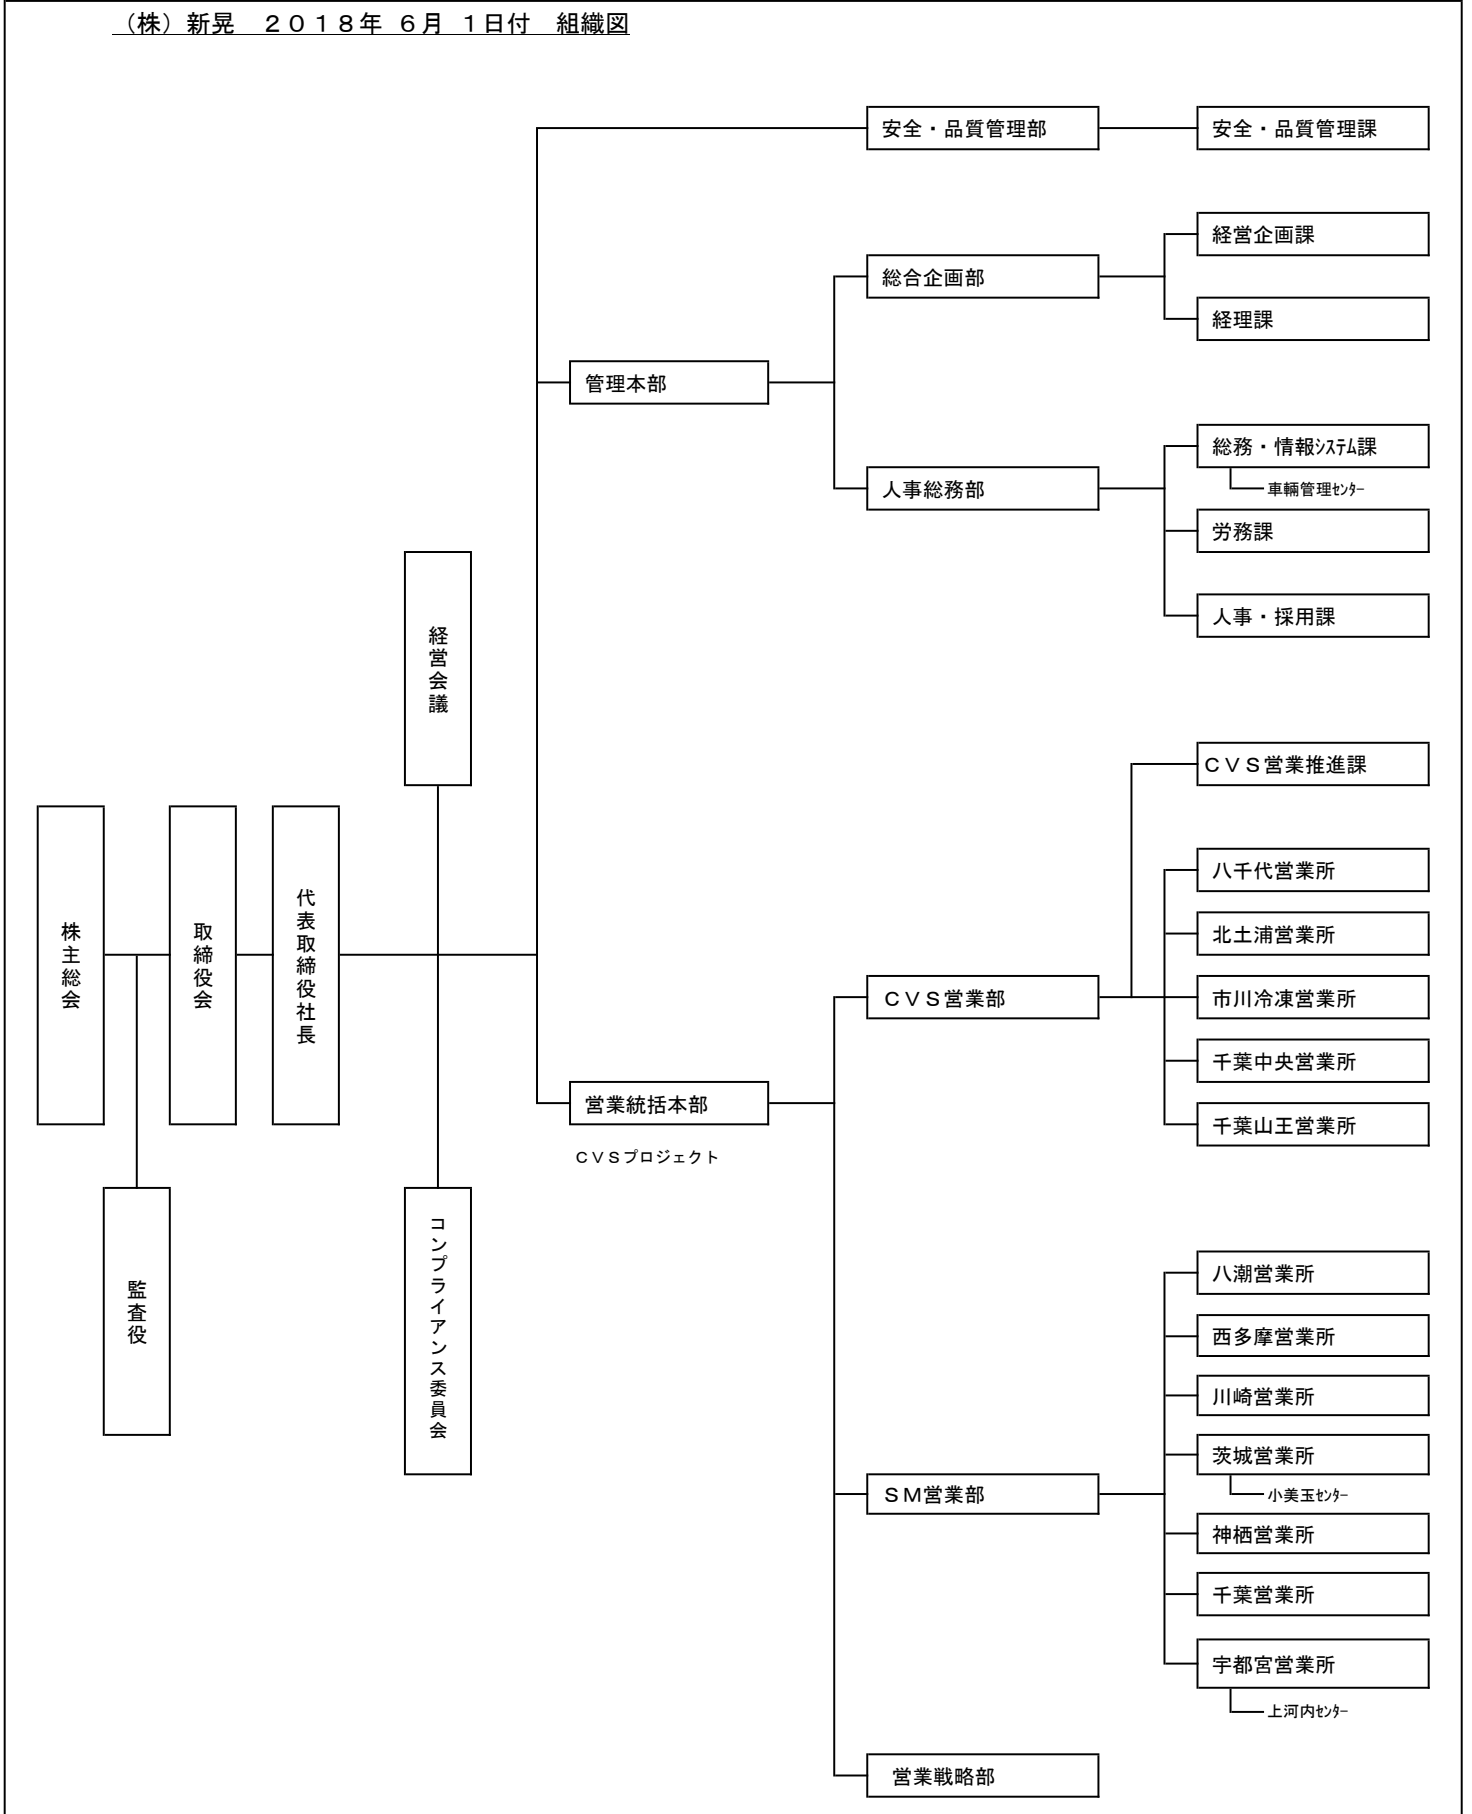 （株）新晃　２０１８年 ６月 １日付　組織図
安全・品質管理部
安全・品質管理課
経営企画課
総合企画部
経理課
管理本部
総務・情報ｼｽﾃﾑ課
人事総務部
車輛管理ｾﾝﾀｰ
労務課
人事・採用課
経営会議
ＣＶＳ営業推進課
株主総会
取締役会
代表取締役社長
八千代営業所
北土浦営業所
ＣＶＳ営業部
市川冷凍営業所
千葉中央営業所
営業統括本部
千葉山王営業所
ＣＶＳプロジェクト
監査役
コンプライアンス委員会
八潮営業所
西多摩営業所
川崎営業所
茨城営業所
ＳＭ営業部
小美玉ｾﾝﾀｰ
神栖営業所
千葉営業所
宇都宮営業所
上河内ｾﾝﾀｰ
営業戦略部